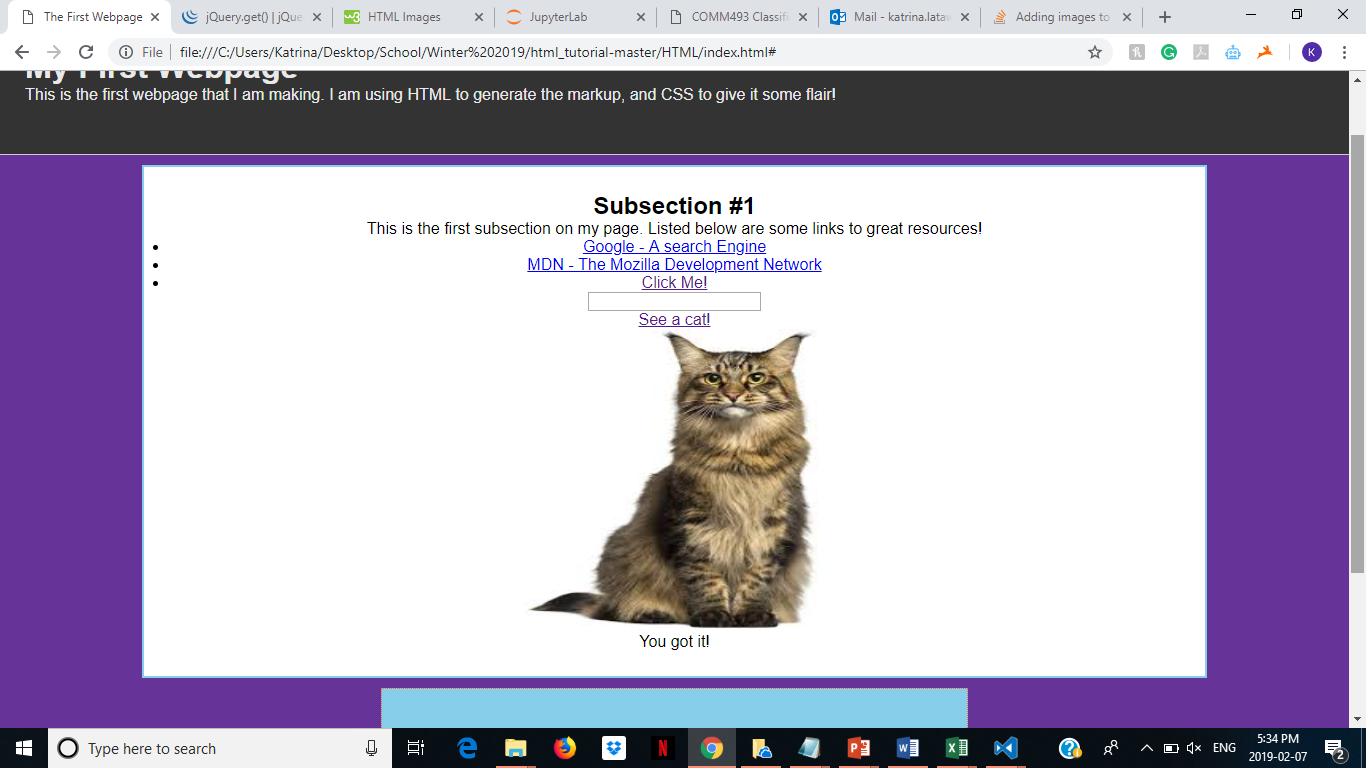 The First Webpage
jQuery.get() | jQue
HTML Images
JupyterLab
COMM493 Classifi
Mail - katrina.lataw
Adding images to
File
file:///C:/Users/Katrina/Desktop/School/Winter%202019/html_tutorial-master/HTML/index.html#
K
My First Webpage
This is the first webpage that I am making. I am using HTML to generate the markup, and CSS to give it some flair!
Subsection #1
This is the first subsection on my page. Listed below are some links to great resources!
Google - A search Engine
MDN - The Mozilla Development Network
Click Me!
See a cat!
You got it!
Type here to search
ENG
5:34 PM
2019-02-07
2